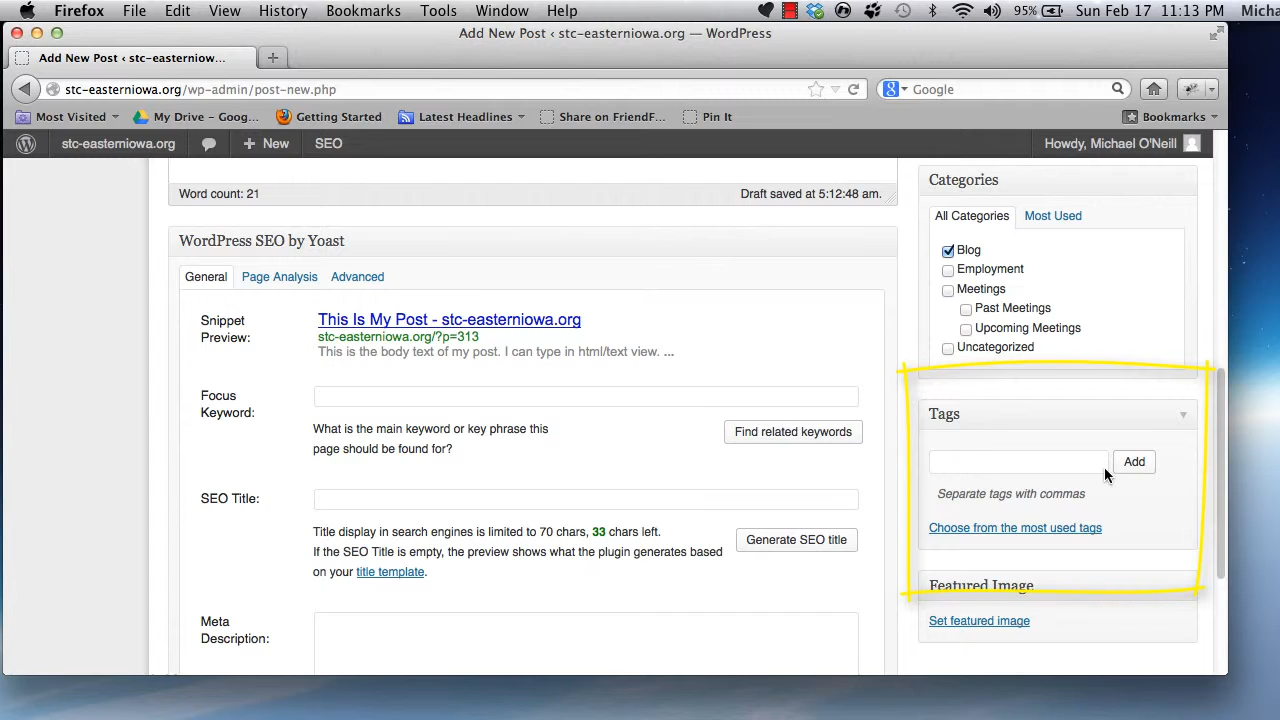 Firefox File Edit View History Bookmarks Tools Window Help 95% Sun Feb 17 11:13 PM Micha
Add New Post ‹ stc-easterniowa.org — WordPress
Add New Post ‹ stc-easterniow...
stc-easterniowa.org/wp-admin/post-new.php Google
Most Visited My Drive - Goog... Getting Started Latest Headlines Share on FriendF... Pin It Bookmarks
stc-easterniowa.org + New SEO Howdy, Michael O'Neill
Word count: 21 Draft saved at 5:12:48 am.
WordPress SEO by Yoast
General Page Analysis Advanced
Snippet Preview:
This Is My Post - stc-easterniowa.org
stc-easterniowa.org/?p=313
This is the body text of my post. I can type in html/text view. ...
Focus Keyword:
What is the main keyword or key phrase this
page should be found for?
Find related keywords
SEO Title:
Title display in search engines is limited to 70 chars, 33 chars left.
If the SEO Title is empty, the preview shows what the plugin generates based
on your title template.
Generate SEO title
Meta Description:
Categories
All Categories Most Used
Blog
Employment
Meetings
Past Meetings
Upcoming Meetings
Uncategorized
Tags
Add
Separate tags with commas
Choose from the most used tags
Featured Image
Set featured image